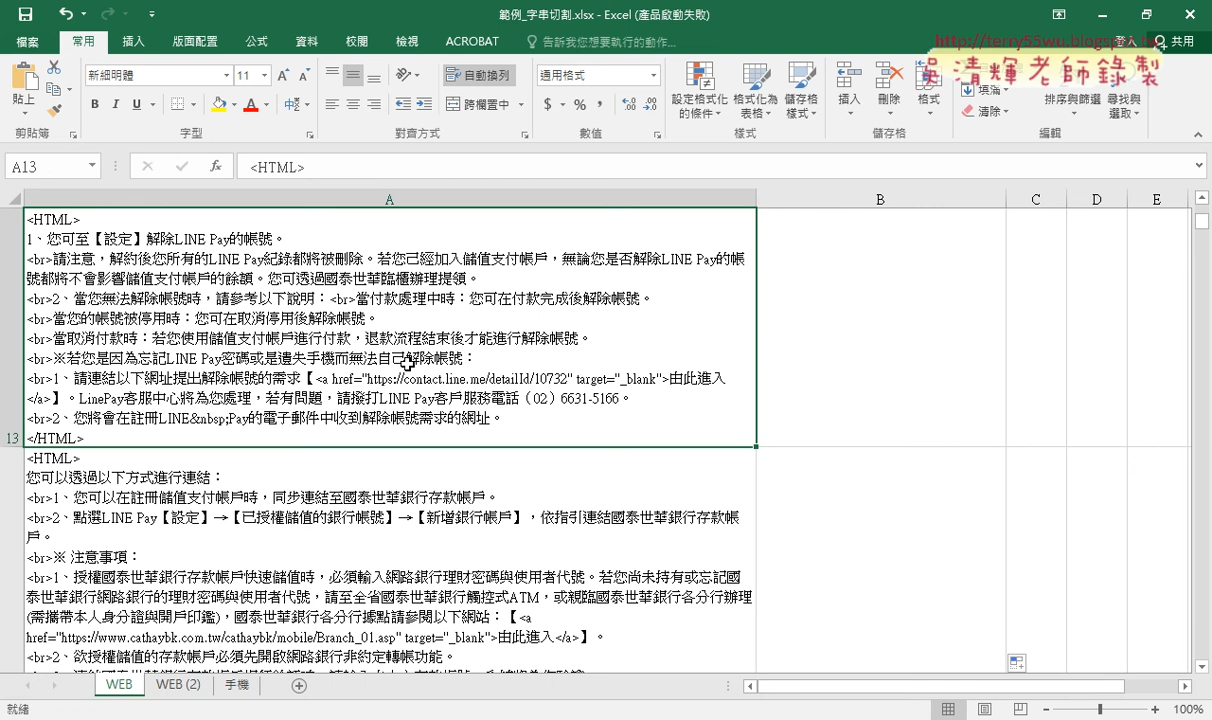 範例_字串切割.xlsx - Excel (產品啟動失敗)
檔案 常用 插入 版面配置 公式 資料 校閱 檢視 ACROBAT 告訴我您想要執行的動作... 登入 共用
http://terry55wu.blogspot.tw
吳清輝老師錄製
貼上 新細明體 11 A A 自動換列 通用格式 設定格式化的條件 格式化為表格 儲存格樣式 插入 刪除 格式 填滿 清除 排序與篩選 尋找與選取
B I U A 跨欄置中 $ % ,
剪貼簿 字型 對齊方式 數值 樣式 儲存格 編輯
A13 fx <HTML>
A B C D E
<HTML>
1、您可至【設定】解除LINE Pay的帳號。
<br>請注意，解約後您所有的LINE Pay紀錄都將被刪除。若您已經加入儲值支付帳戶，無論您是否解除LINE Pay的帳
號都將不會影響儲值支付帳戶的餘額。您可透過國泰世華臨櫃辦理提領。
<br>2、當您無法解除帳號時，請參考以下說明：<br>當付款處理中時：您可在付款完成後解除帳號。
<br>當您的帳號被停用時：您可在取消停用後解除帳號。
<br>當取消付款時：若您使用儲值支付帳戶進行付款，退款流程結束後才能進行解除帳號。
<br>※若您是因為忘記LINE Pay密碼或是遺失手機而無法自己解除帳號：
<br>1、請連結以下網址提出解除帳號的需求【<a href="https://contact.line.me/detailId/10732" target="_blank">由此進入
</a>】。LinePay客服中心將為您處理，若有問題，請撥打LINE Pay客戶服務電話（02）6631-5166。
<br>2、您將會在註冊LINE&nbsp;Pay的電子郵件中收到解除帳號需求的網址。
13 </HTML>
<HTML>
您可以透過以下方式進行連結：
<br>1、您可以在註冊儲值支付帳戶時，同步連結至國泰世華銀行存款帳戶。
<br>2、點選LINE Pay【設定】→【已授權儲值的銀行帳號】→【新增銀行帳戶】，依指引連結國泰世華銀行存款帳
戶。
<br>※ 注意事項：
<br>1、授權國泰世華銀行存款帳戶快速儲值時，必須輸入網路銀行理財密碼與使用者代號。若您尚未持有或忘記國
泰世華銀行網路銀行的理財密碼與使用者代號，請至全省國泰世華銀行觸控式ATM，或親臨國泰世華銀行各分行辦理
(需攜帶本人身分證與開戶印鑑)，國泰世華銀行各分行據點請參閱以下網站：【<a
href="https://www.cathaybk.com.tw/cathaybk/mobile/Branch_01.asp" target="_blank">由此進入</a>】。
<br>2、欲授權儲值的存款帳戶必須先開啟網路銀行非約定轉帳功能。
WEB WEB (2) 手機
就緒 100%